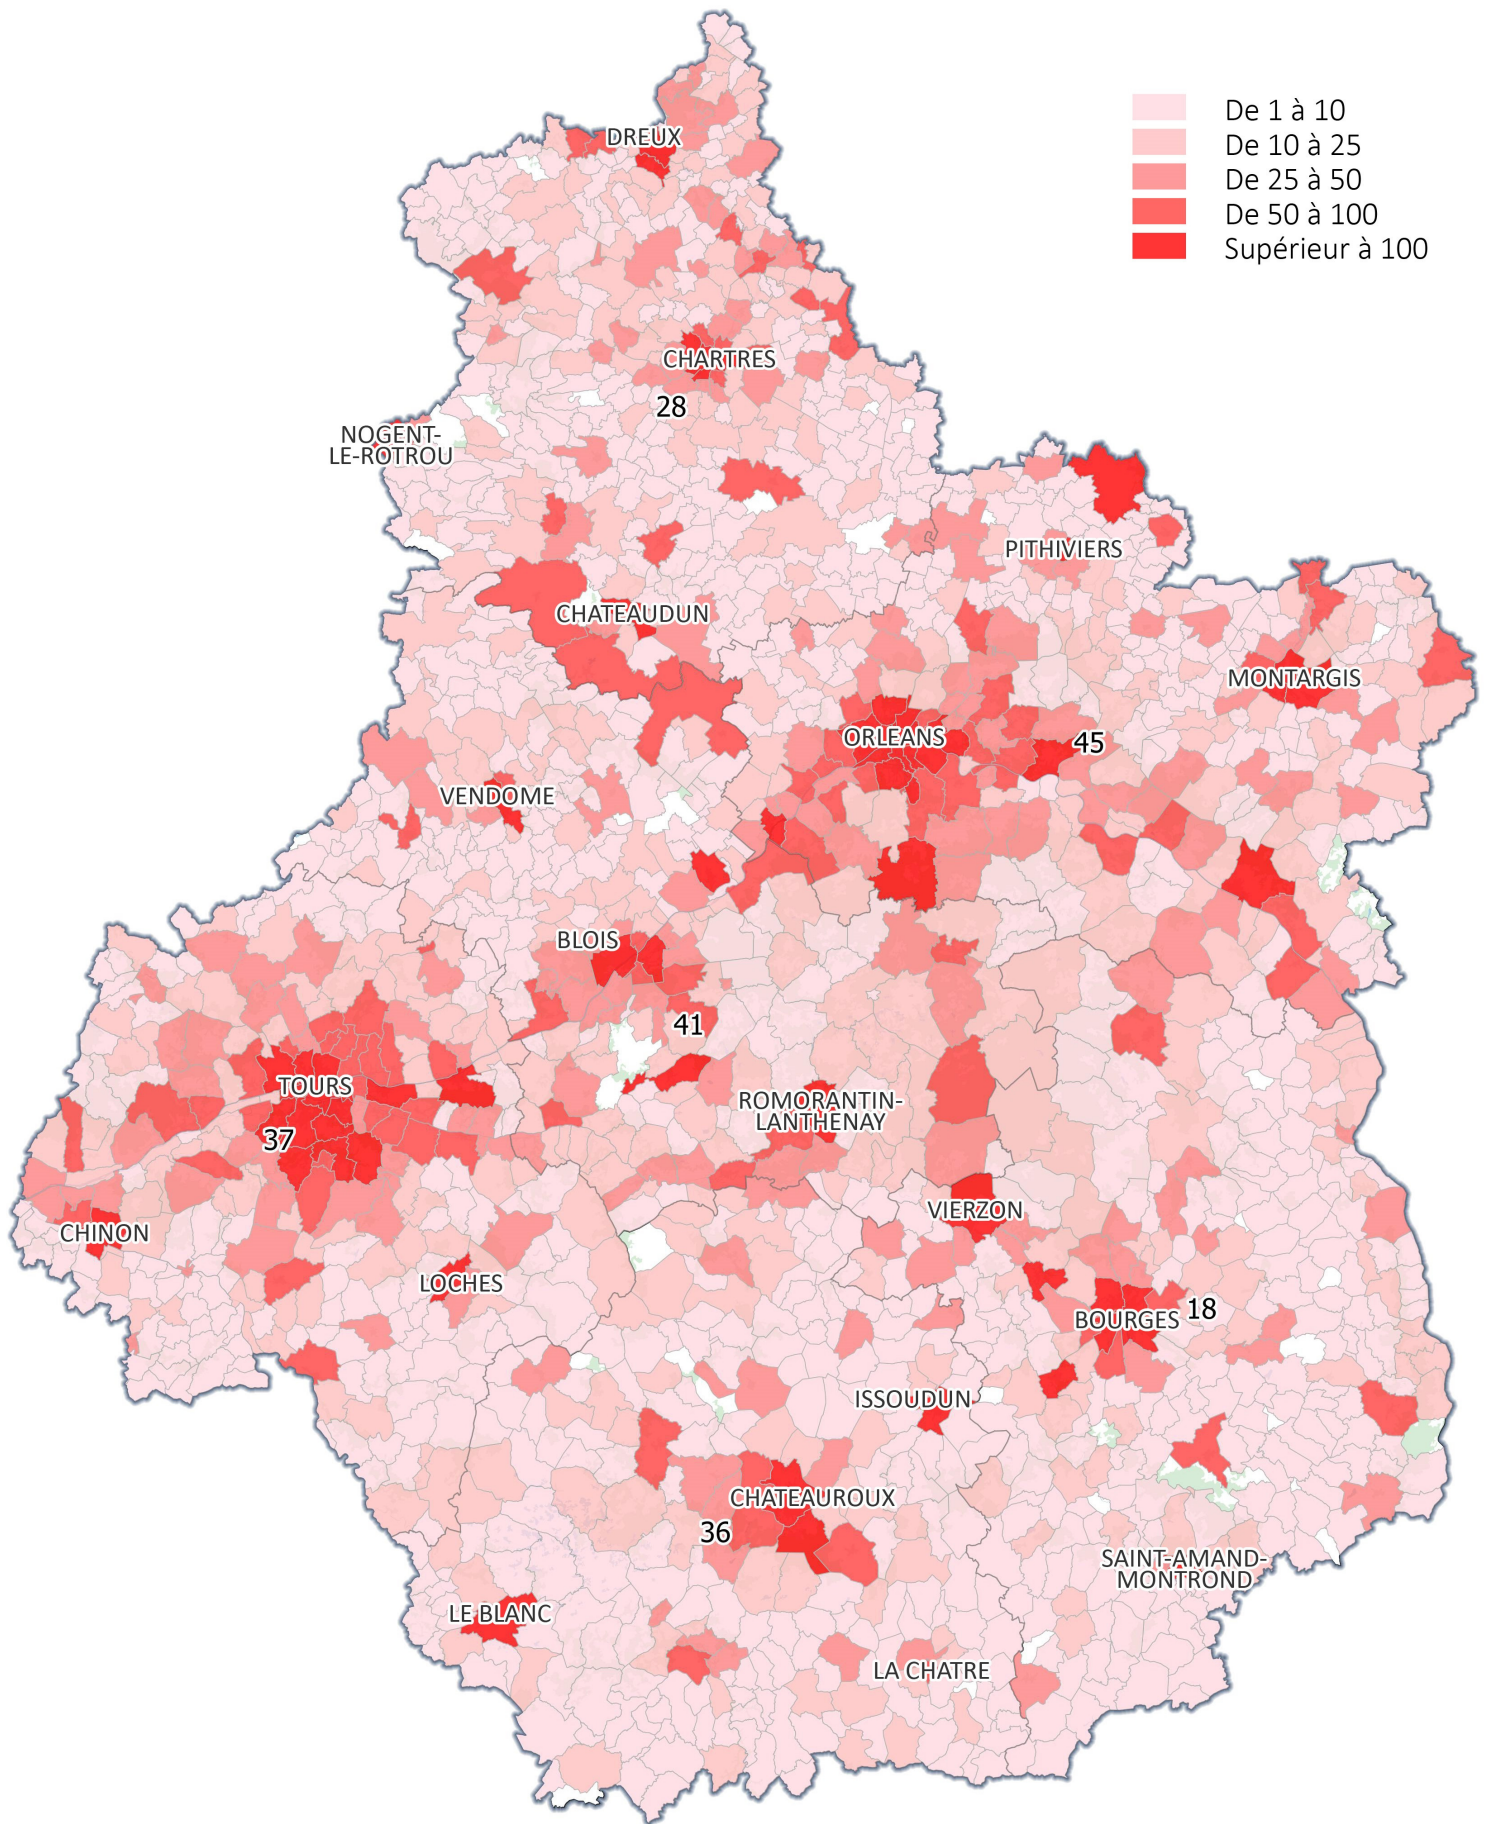 De 1 à 10
De 10 à 25
De 25 à 50
De 50 à 100
Supérieur à 100
DREUX
CHARTRES
28
NOGENT-
LE-ROTROU
PITHIVIERS
CHATEAUDUN
MONTARGIS
ORLEANS
45
VENDOME
BLOIS
41
TOURS
ROMORANTIN-
LANTHENAY
37
VIERZON
CHINON
LOCHES
18
BOURGES
ISSOUDUN
CHATEAUROUX
36
SAINT-AMAND-
MONTROND
LE BLANC
LA CHATRE